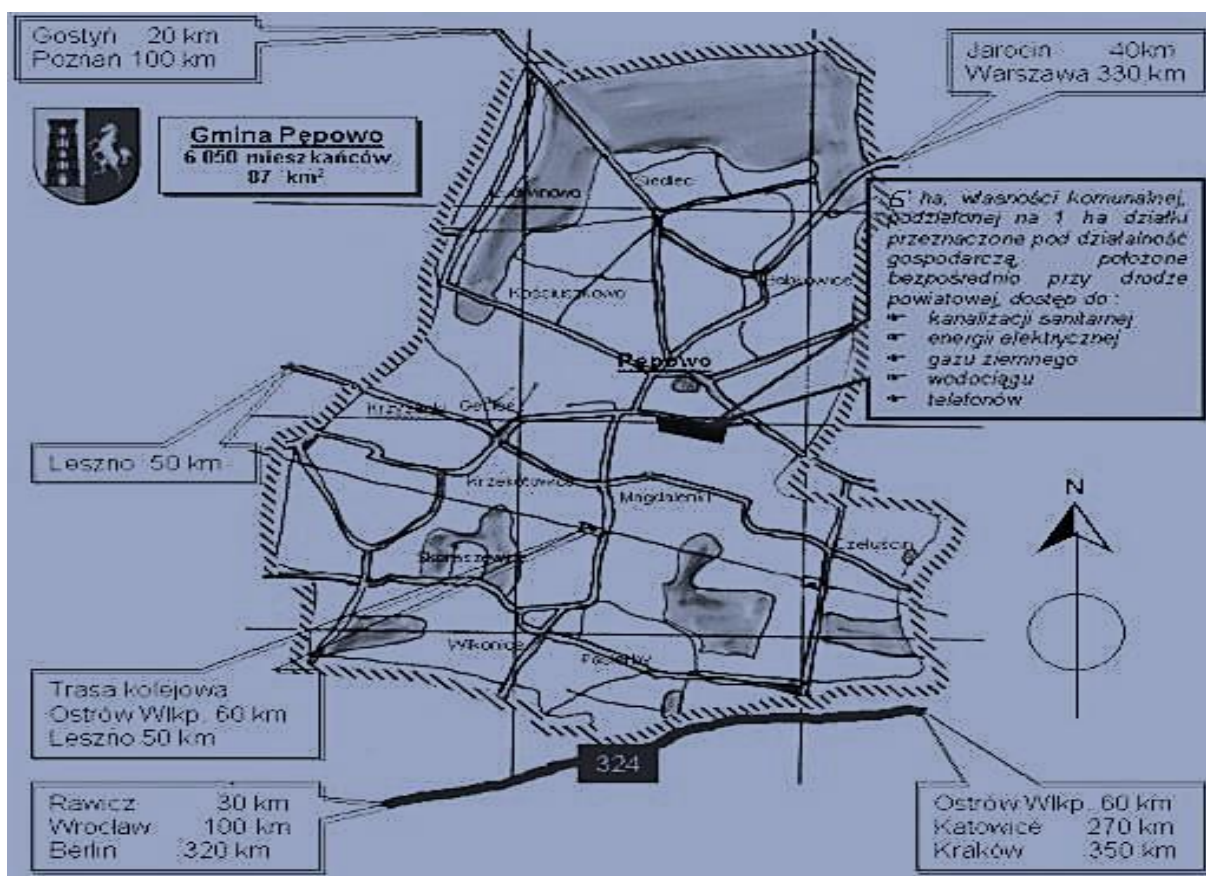 Gostyń 20 km
Poznań 100 km
Jarocin 40km
Warszawa 330 km
Gmina Pępowo
6 050 mieszkańców
87 km²
Siedlec
ha, własności komunalnej,
podzielonej na 1 ha działki
przeznaczone pod działalność
gospodarczą, położone
bezpośrednio przy drodze
powiatowej, dostęp do :
kanalizacji sanitarnej
energii elektrycznej
gazu ziemnego
wodociągu
telefonów
Kościuszkowo
Pępowo
Krzyżanki
Gębice
Leszno 50 km
Krzekotowice
Magdalenki
N
Czeluścin
Skoraszewice
Wilkonice
Pasierby
Trasa kolejowa
Ostrów Wlkp. 60 km
Leszno 50 km
324
Rawicz 30 km
Wrocław 100 km
Berlin 320 km
Ostrów Wlkp. 60 km
Katowice 270 km
Kraków 350 km